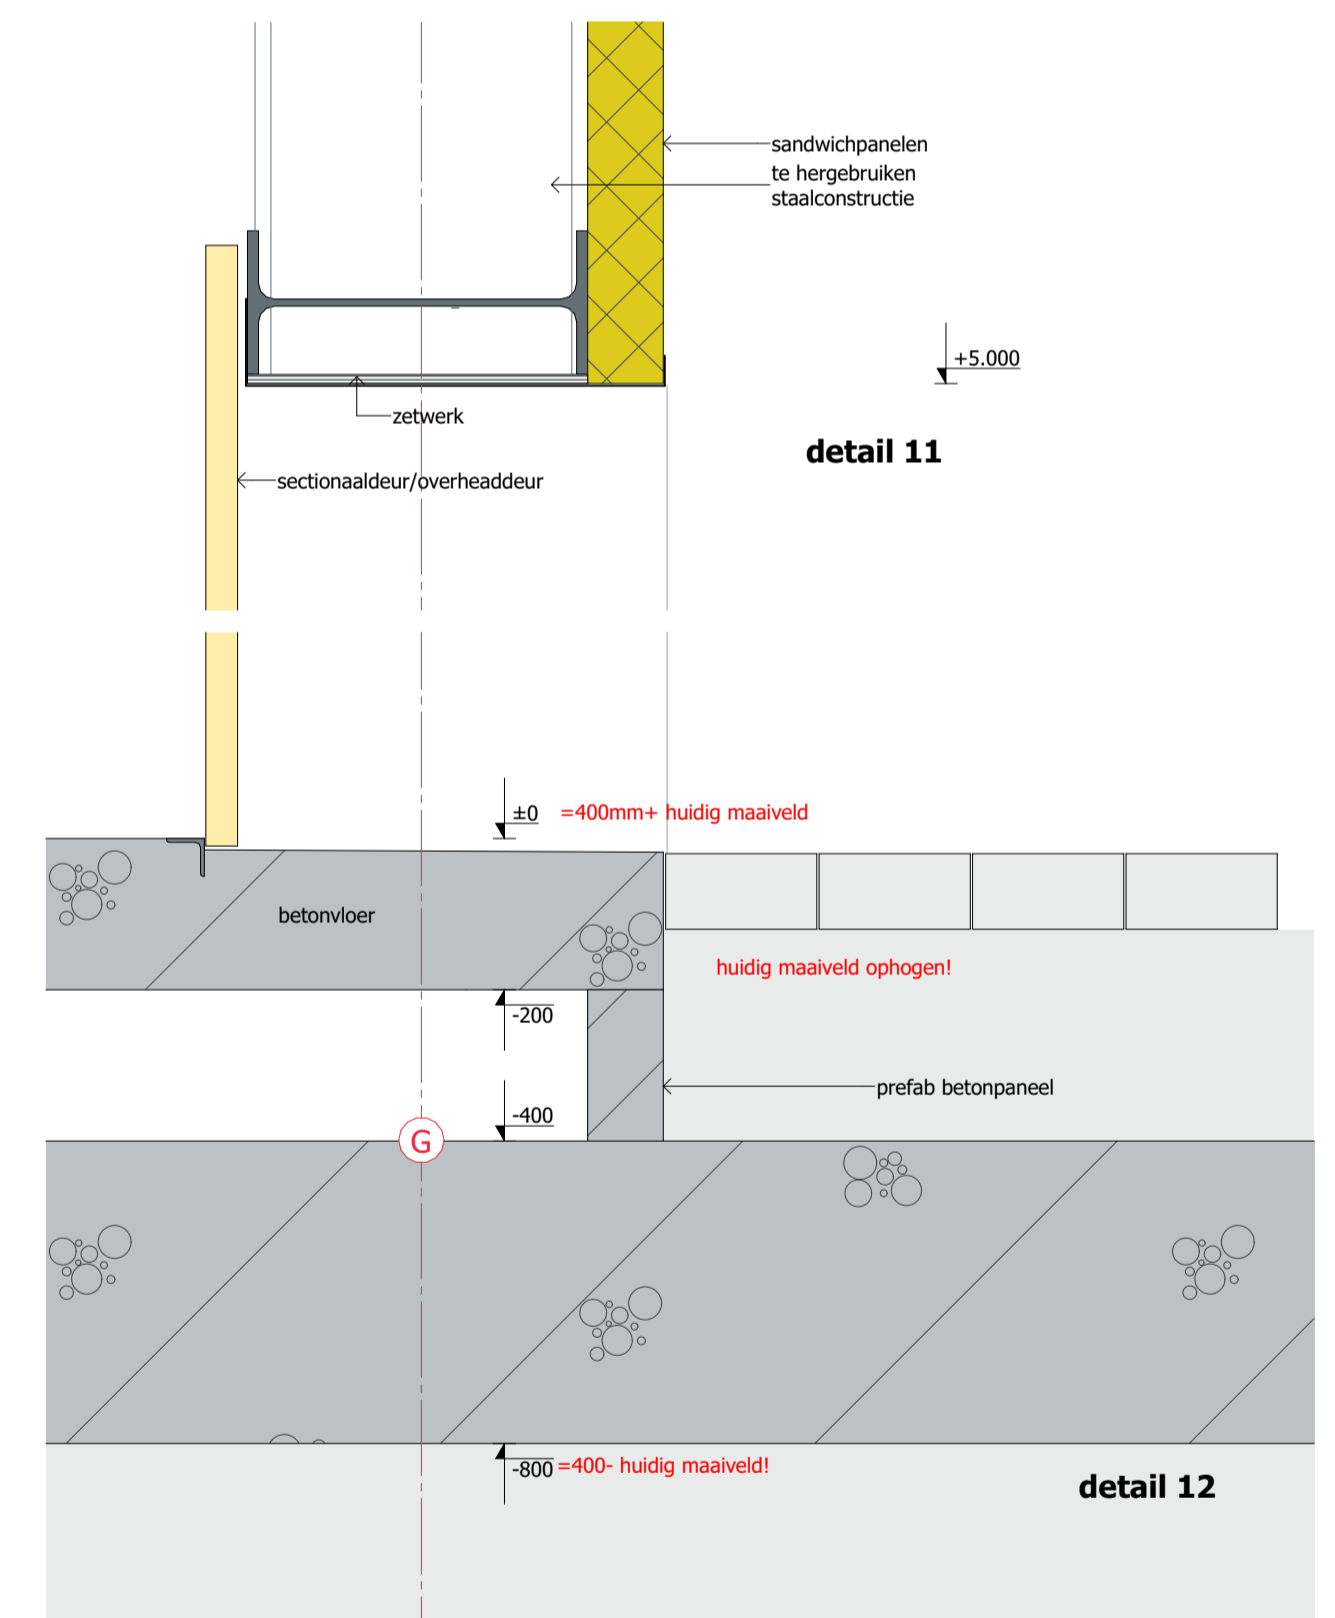 sandwichpanelen
te hergebruiken
staalconstructie
+5.000
zetwerk
detail 11
sectionaaldeur/overheaddeur
±0 =400mm+ huidig maaiveld
betonvloer
huidig maaiveld ophogen!
-200
prefab betonpaneel
-400
G
-800 =400- huidig maaiveld!
detail 12